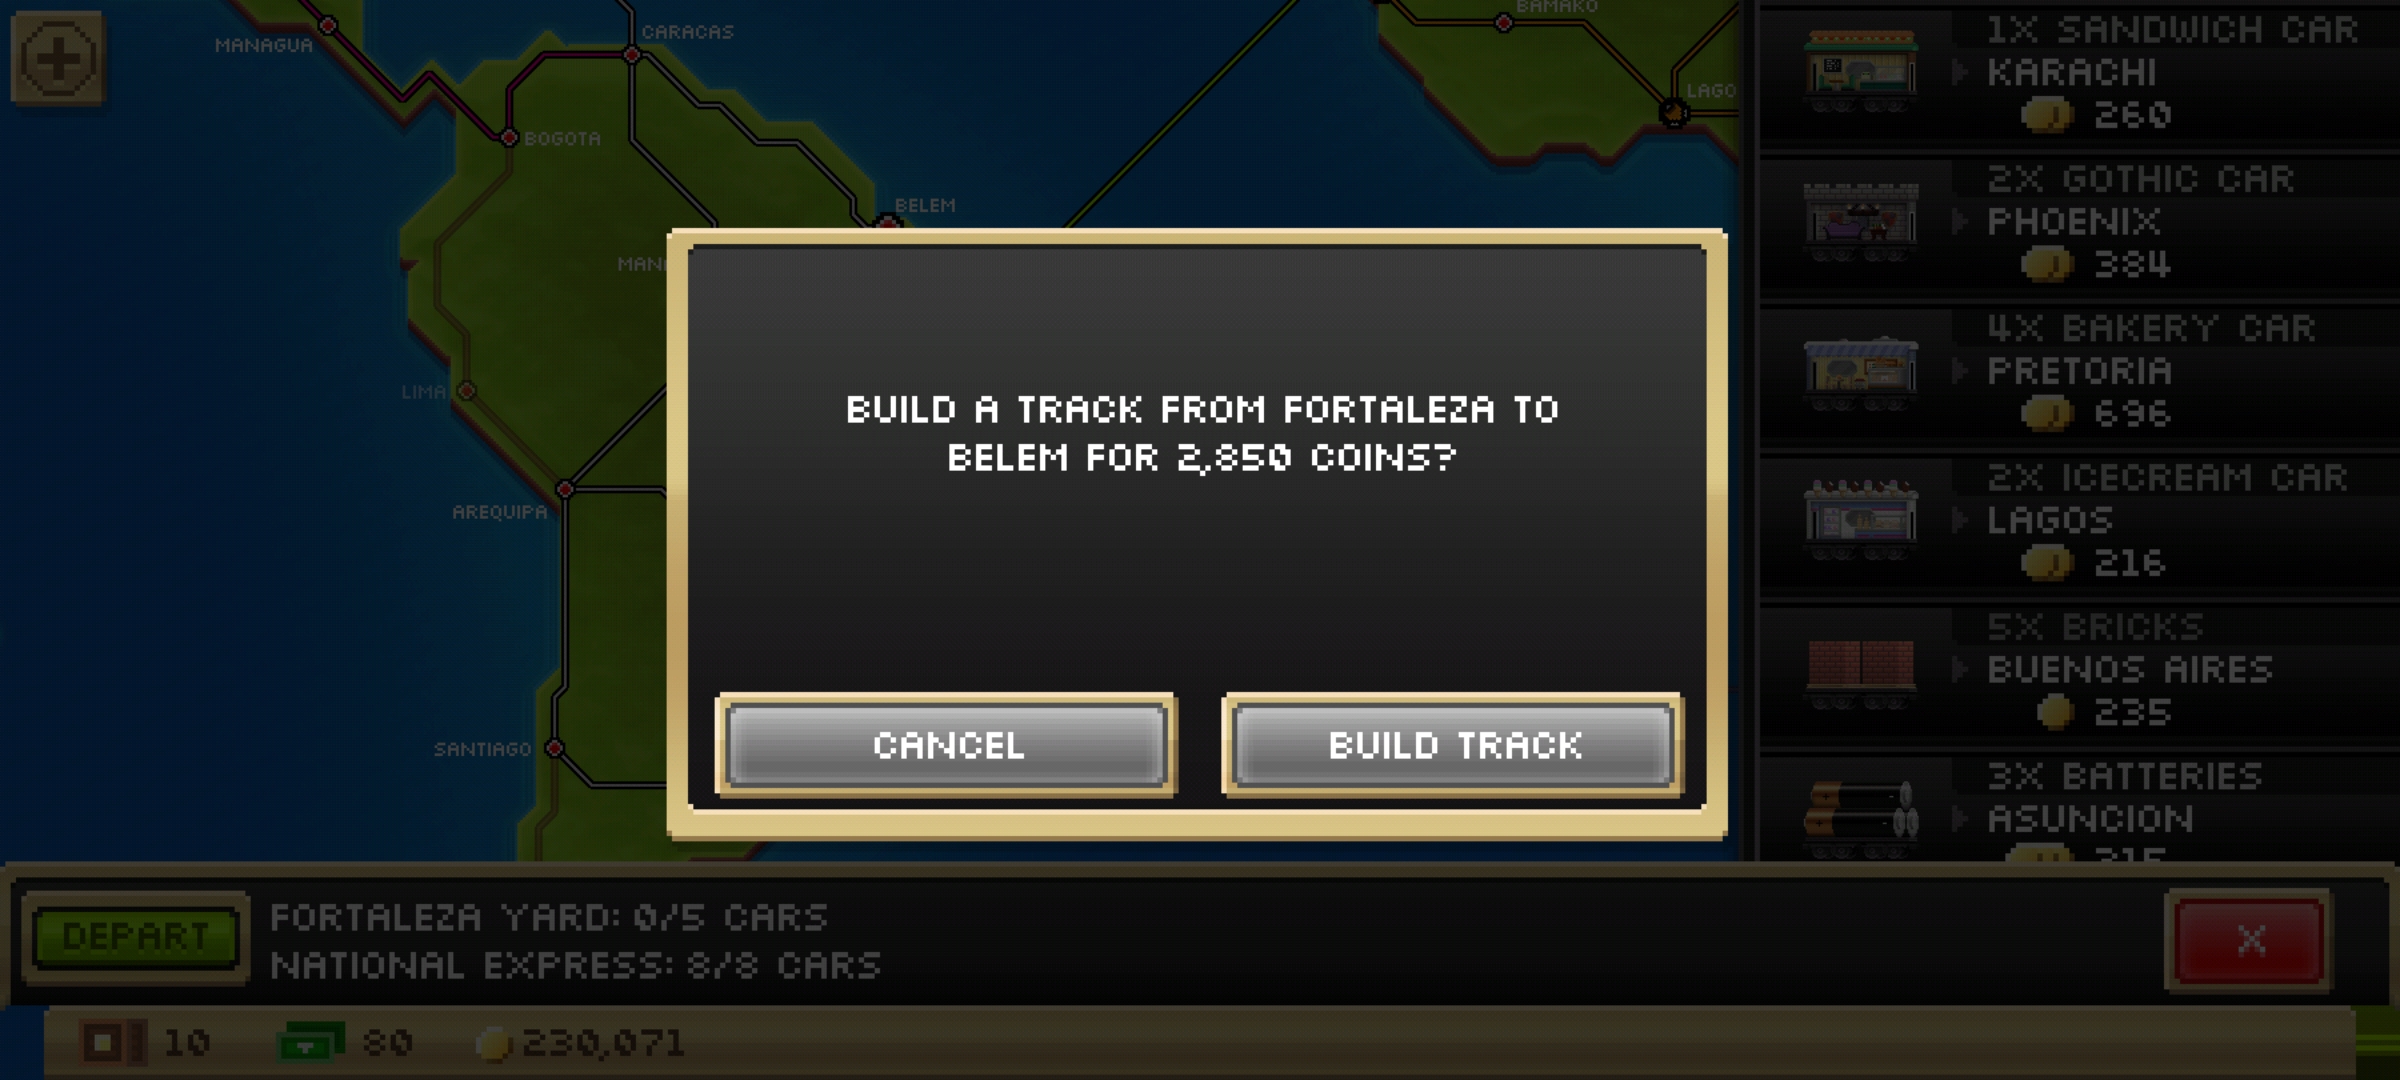 MANAGUA
CARACAS
BAMAKO
BOGOTA
BELEM
LIMA
AREQUIPA
SANTIAGO
BUILD A TRACK FROM FORTALEZA TO
BELEM FOR 2,850 COINS?
CANCEL
BUILD TRACK
1X SANDWICH CAR
KARACHI
260
2X GOTHIC CAR
PHOENIX
384
4X BAKERY CAR
PRETORIA
696
2X ICECREAM CAR
LAGOS
216
5X BRICKS
BUENOS AIRES
235
3X BATTERIES
ASUNCION
315
DEPART
FORTALEZA YARD: 0/5 CARS
NATIONAL EXPRESS: 8/8 CARS
X
10
80
230,071